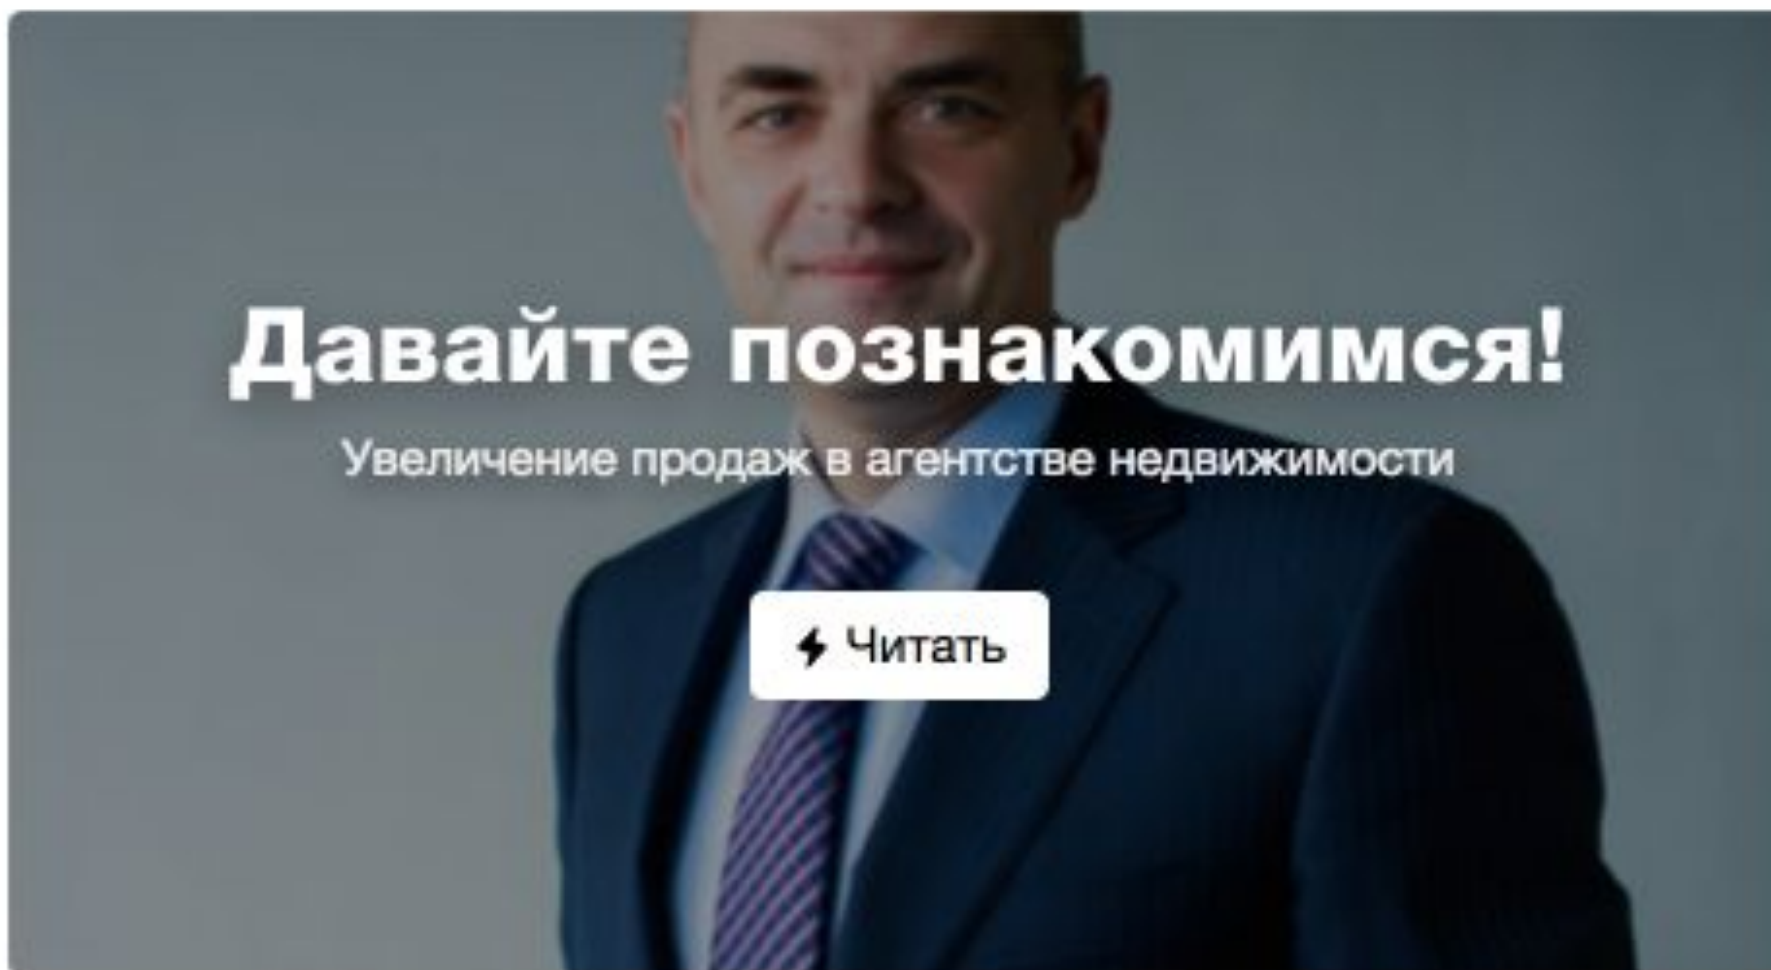 Давайте познакомимся!
Увеличение продаж в агентстве недвижимости
Читать